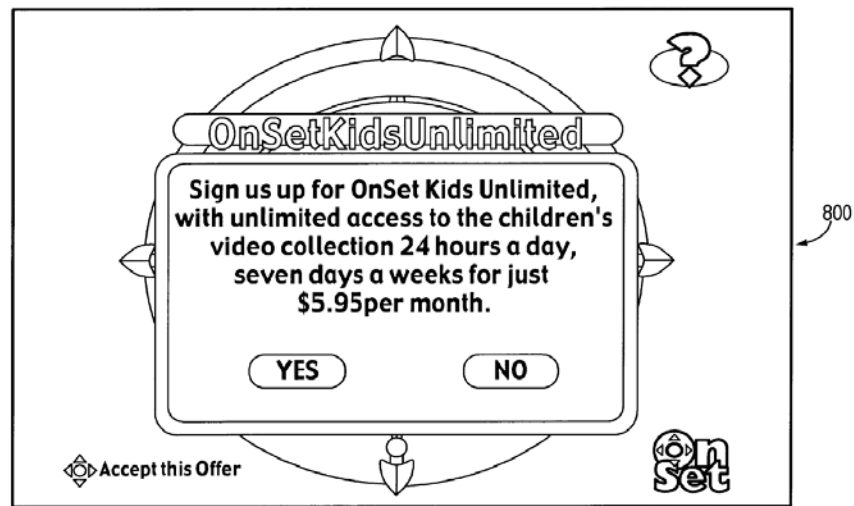 ?
OnSetKidsUnlimited
Sign us up for OnSet Kids Unlimited,
with unlimited access to the children's
video collection 24 hours a day,
seven days a weeks for just
$5.95per month.
YES NO
800
Accept this Offer
On
Set